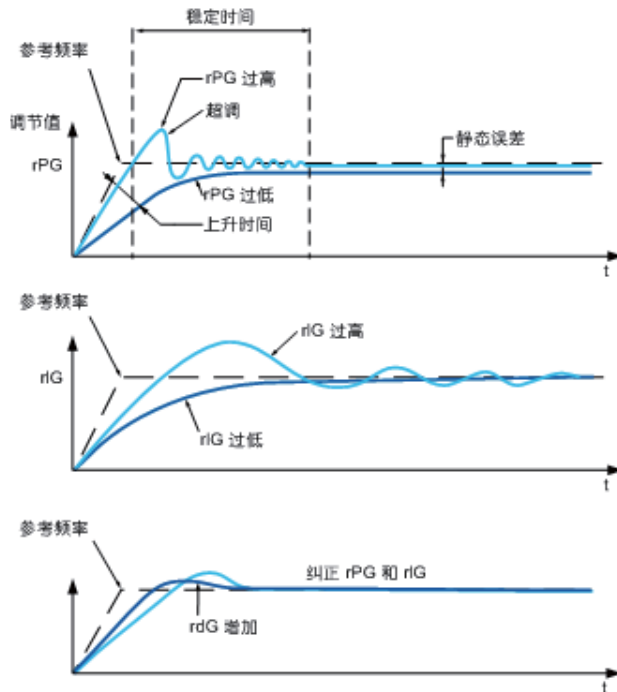 稳定时间
参考频率
rPG 过高
超调
调节值
静态误差
rPG
rPG 过低
上升时间
t
参考频率
rIG 过高
rIG
rIG 过低
t
参考频率
纠正 rPG 和 rIG
rdG 增加
t